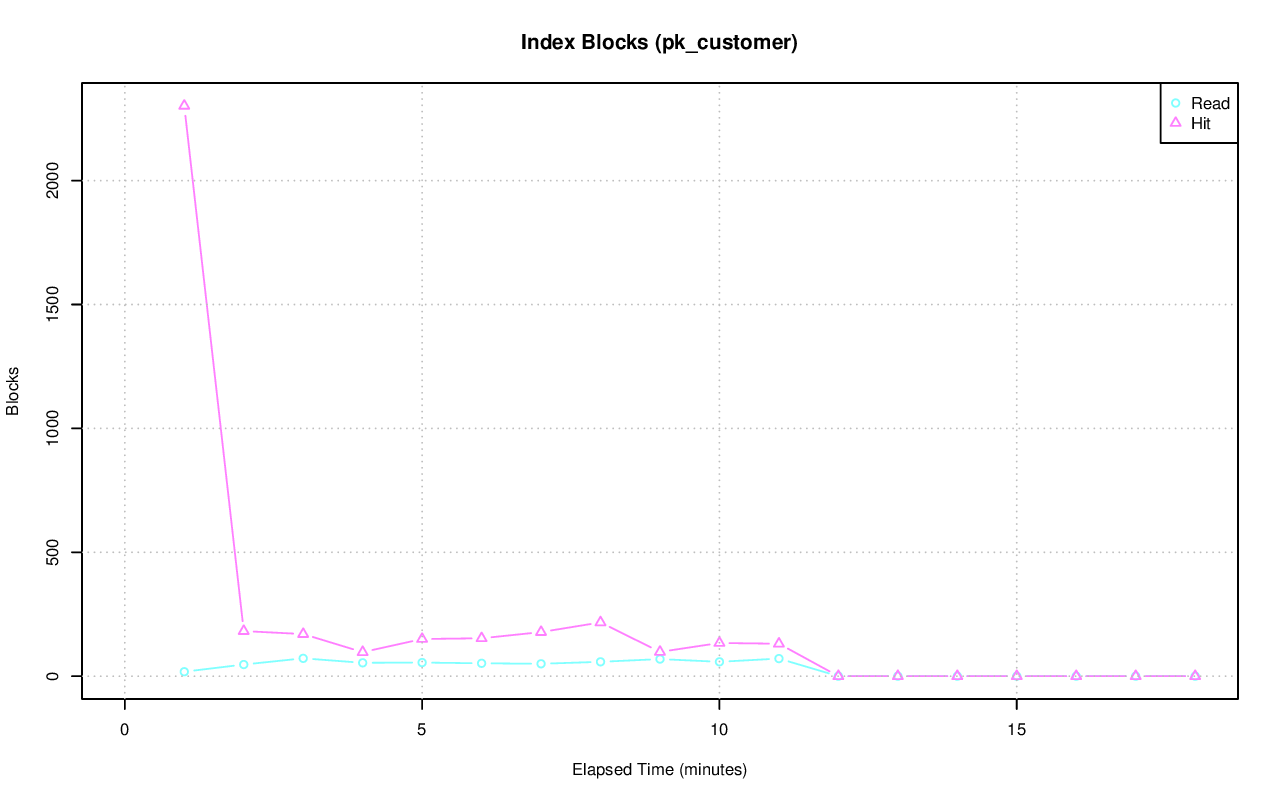 Index Blocks (pk_customer)
Read
Hit
2000
1500
1000
500
0
Blocks
0 5 10 15
Elapsed Time (minutes)